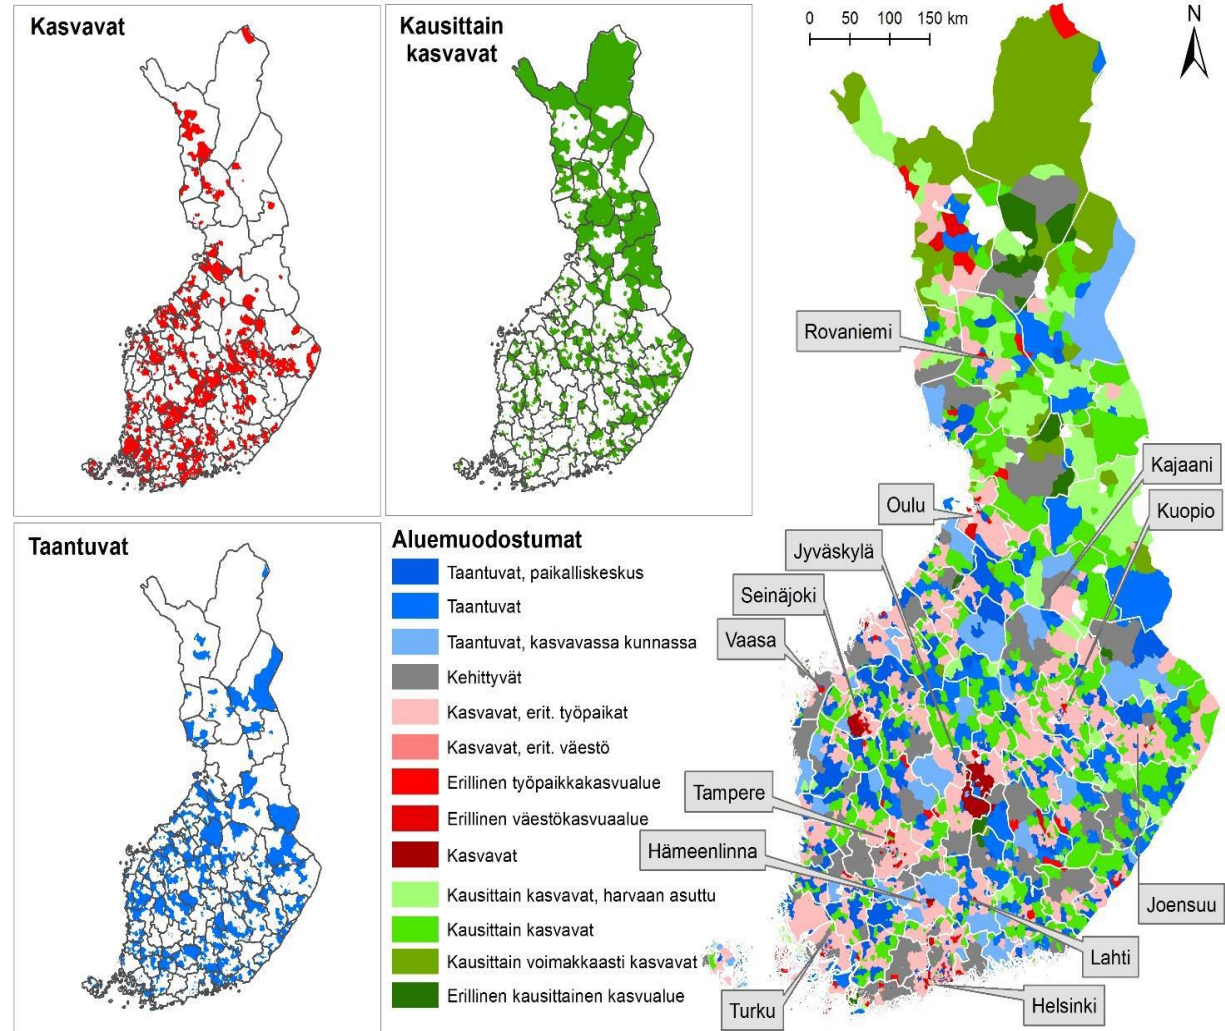 Kasvavat
Kausittain
kasvavat
0 50 100 150 km
N
Taantuvat
Aluemuodostumat
Taantuvat, paikalliskeskus
Taantuvat
Taantuvat, kasvavassa kunnassa
Kehittyvät
Kasvavat, erit. työpaikat
Kasvavat, erit. väestö
Erillinen työpaikkakasvualue
Erillinen väestökasvuaalue
Kasvavat
Kausittain kasvavat, harvaan asuttu
Kausittain kasvavat
Kausittain voimakkaasti kasvavat
Erillinen kausittainen kasvualue
Rovaniemi
Kajaani
Oulu
Kuopio
Jyväskylä
Seinäjoki
Vaasa
Tampere
Hämeenlinna
Joensuu
Lahti
Turku
Helsinki